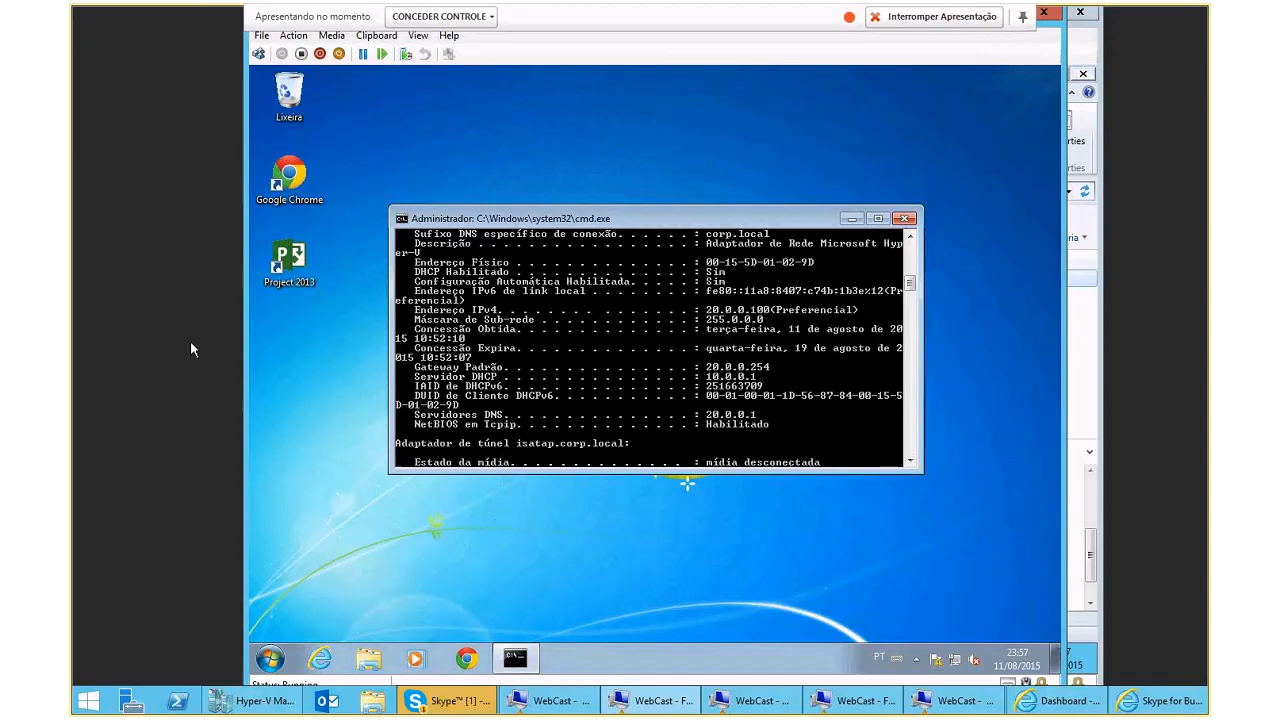 Apresentando no momento
CONCEDER CONTROLE
Interromper Apresentação
File Action Media Clipboard View Help
Lixeira
Google Chrome
Project 2013
Administrador: C:\Windows\system32\cmd.exe
Sufixo DNS específico de conexão. . . . . . : corp.local
Descrição . . . . . . . . . . . . . . . . . : Adaptador de Rede Microsoft Hyp
er-V
Endereço Físico . . . . . . . . . . . . . . : 00-15-5D-01-02-9D
DHCP Habilitado . . . . . . . . . . . . . . : Sim
Configuração Automática Habilitada. . . . . : Sim
Endereço IPv6 de link local . . . . . . . . : fe80::11a8:8407:c74b:1b3e%12(Pr
eferencial)
Endereço IPv4. . . . . . . . . . . . . . . : 20.0.0.100(Preferencial)
Máscara de Sub-rede . . . . . . . . . . . . : 255.0.0.0
Concessão Obtida. . . . . . . . . . . . . . : terça-feira, 11 de agosto de 20
15 10:52:10
Concessão Expira. . . . . . . . . . . . . . : quarta-feira, 19 de agosto de 2
015 10:52:07
Gateway Padrão. . . . . . . . . . . . . . . : 20.0.0.254
Servidor DHCP . . . . . . . . . . . . . . . : 10.0.0.1
IAID de DHCPv6. . . . . . . . . . . . . . . : 251663709
DUID de Cliente DHCPv6. . . . . . . . . . . : 00-01-00-01-1D-56-87-84-00-15-5
D-01-02-9D
Servidores DNS. . . . . . . . . . . . . . . : 20.0.0.1
NetBIOS em Tcpip. . . . . . . . . . . . . . : Habilitado
Adaptador de túnel isatap.corp.local:
Estado da mídia. . . . . . . . . . . . . . : mídia desconectada
PT
23:57
11/08/2015
Hyper-V Ma...
Skype™ [1] -...
WebCast - ...
WebCast - F...
WebCast - ...
WebCast - F...
WebCast - ...
Dashboard -...
Skype for Bu...